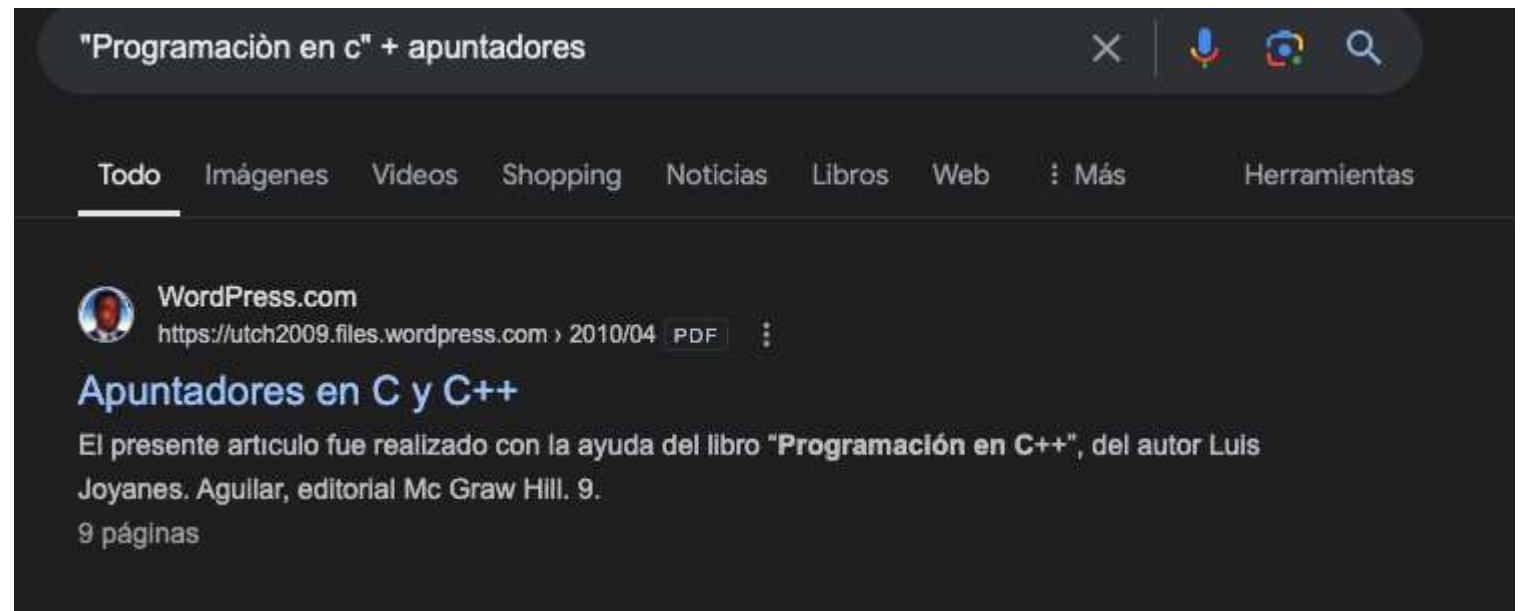 "Programaciòn en c" + apuntadores
Todo Imágenes Videos Shopping Noticias Libros Web Más Herramientas
WordPress.com
https://utch2009.files.wordpress.com › 2010/04 PDF
Apuntadores en C y C++
El presente artıculo fue realizado con la ayuda del libro "Programación en C++", del autor Luis
Joyanes. Aguilar, editorial Mc Graw Hill. 9.
9 páginas